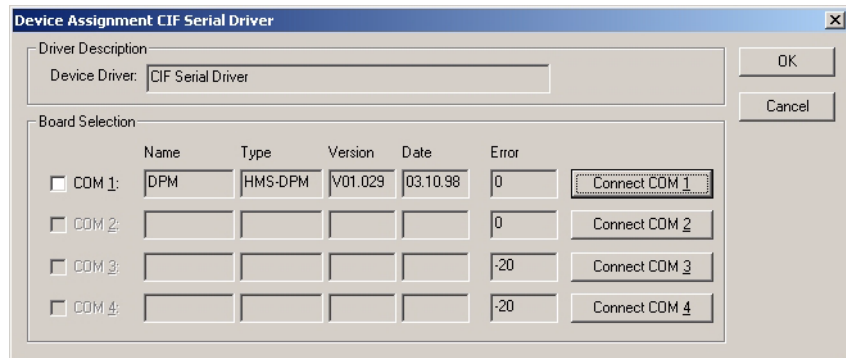 Device Assignment CIF Serial Driver
Driver Description
Device Driver: CIF Serial Driver
OK
Cancel
Board Selection
Name Type Version Date Error
COM 1: DPM HMS-DPM V01.029 03.10.98 0 Connect COM 1
COM 2: 0 Connect COM 2
COM 3: -20 Connect COM 3
COM 4: -20 Connect COM 4